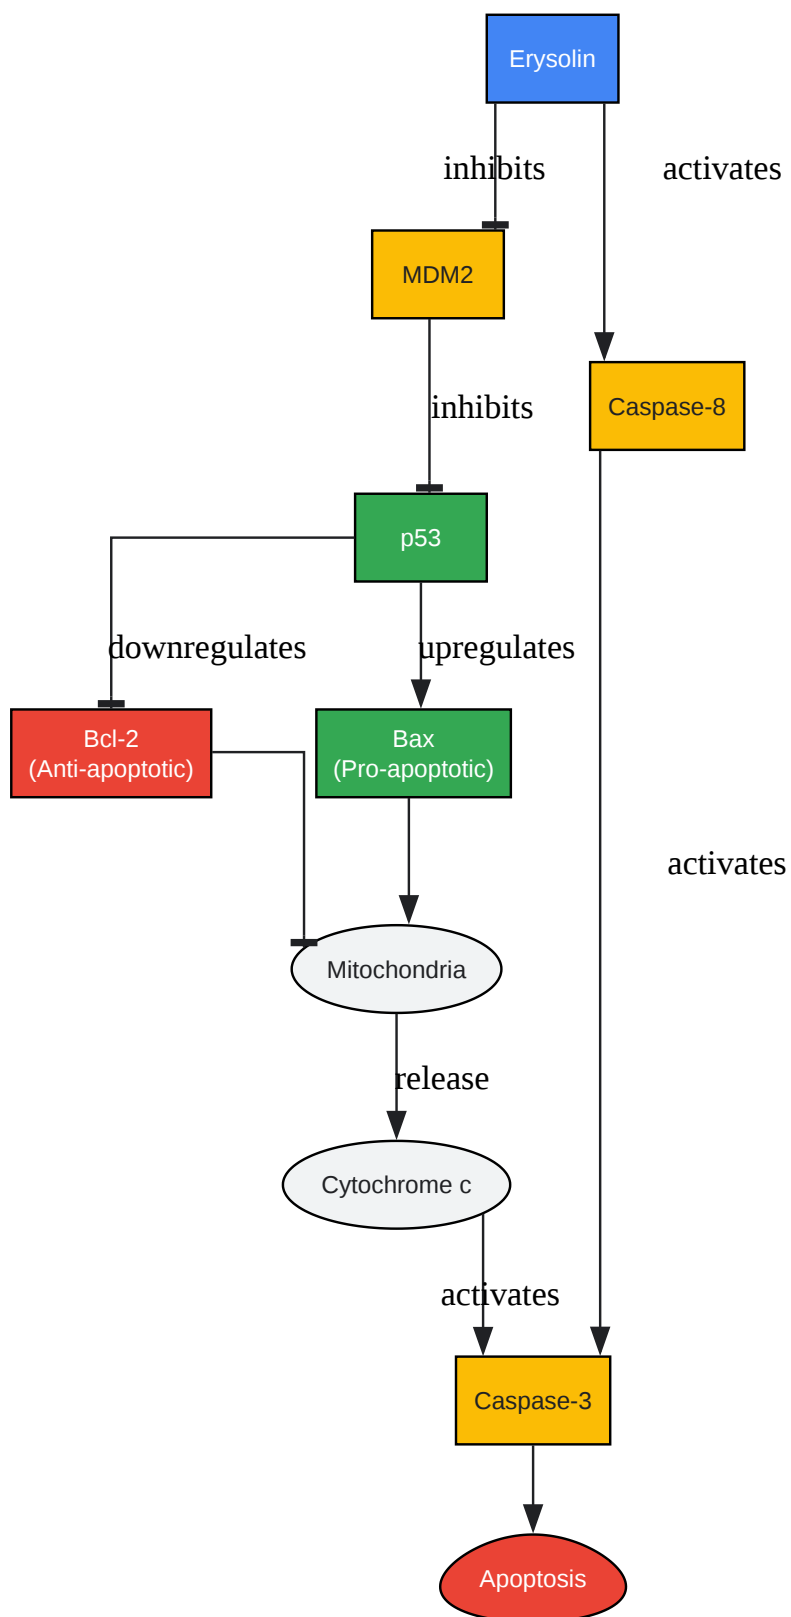 Erysolin
inhibits
activates
MDM2
inhibits
Caspase-8
p53
downregulates
upregulates
Bcl-2
(Anti-apoptotic)
Bax
(Pro-apoptotic)
activates
Mitochondria
release
Cytochrome c
activates
Caspase-3
Apoptosis